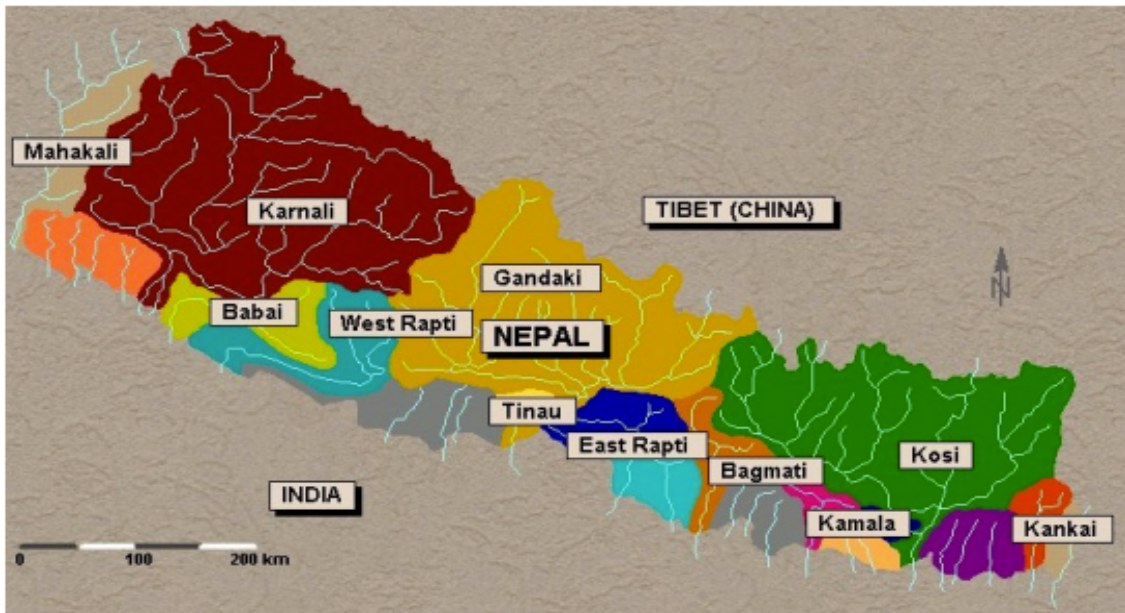 Mahakali
Karnali
TIBET (CHINA)
Gandaki
Babai
West Rapti
NEPAL
N
Tinau
East Rapti
Bagmati
Kosi
INDIA
Kamala
Kankai
0 100 200 km